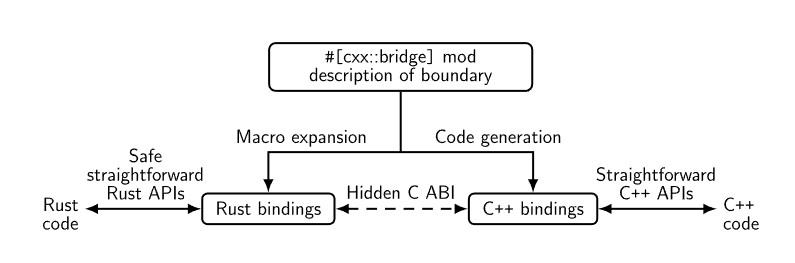 #[cxx::bridge] mod
description of boundary
Macro expansion
Code generation
Safe
straightforward
Rust APIs
Straightforward
C++ APIs
Hidden C ABI
Rust
code
Rust bindings
C++ bindings
C++
code